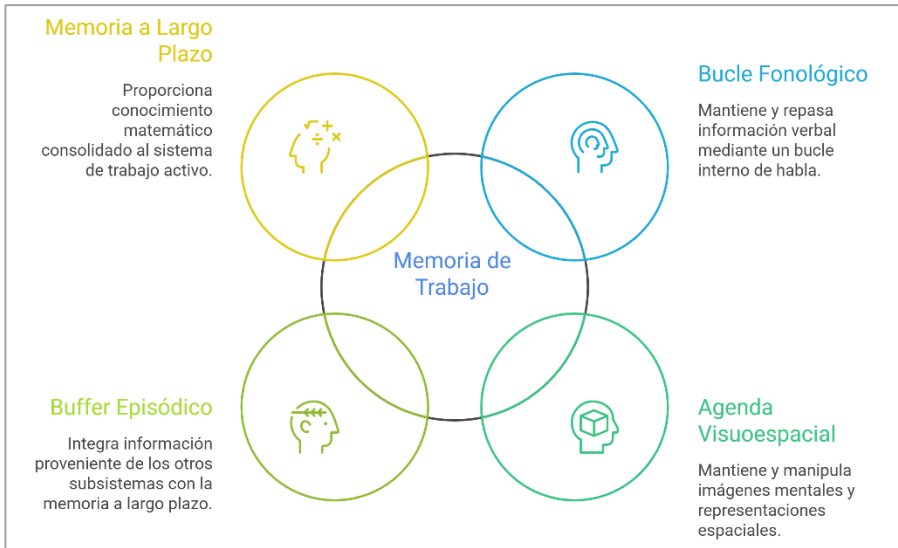 Memoria a Largo
Plazo
Proporciona
conocimiento
matemático
consolidado al sistema
de trabajo activo.
Bucle Fonológico
Mantiene y repasa
información verbal
mediante un bucle
interno de habla.
Memoria de
Trabajo
Buffer Episódico
Integra información
proveniente de los otros
subsistemas con la
memoria a largo plazo.
Agenda
Visuoespacial
Mantiene y manipula
imágenes mentales y
representaciones
espaciales.